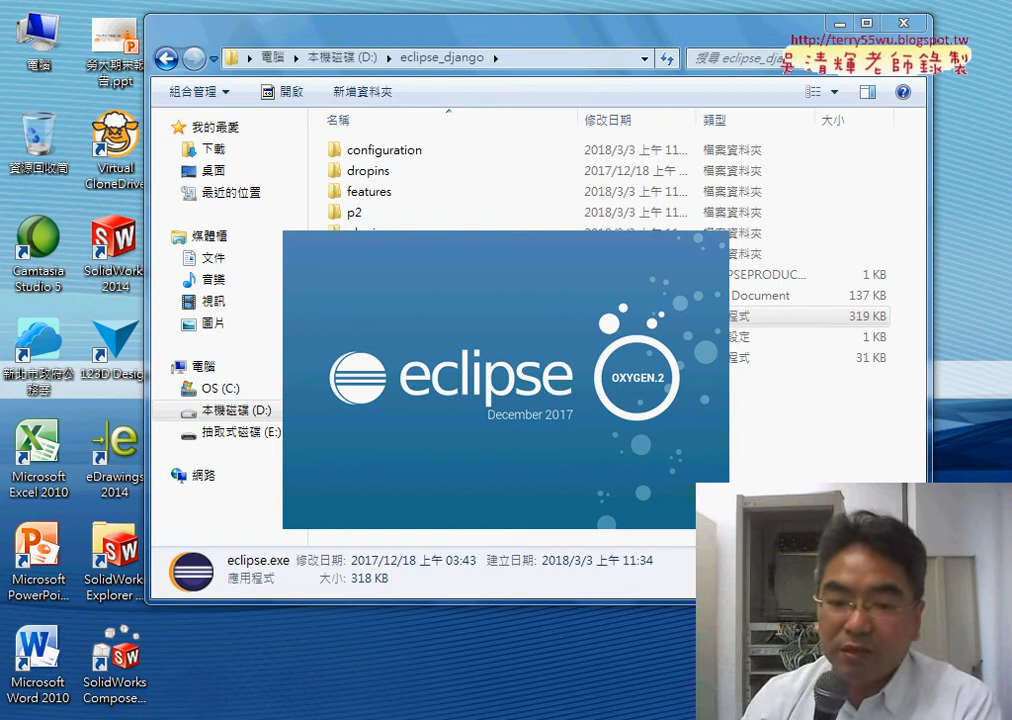 http://terry55wu.blogspot.tw
吳清輝老師錄製
電腦
勞大期末報
告.ppt
資源回收筒
Virtual
CloneDrive
Camtasia
Studio 5
SolidWorks
2014
新北市政府公
務雲
123D Design
Microsoft
Excel 2010
eDrawings
2014
Microsoft
PowerPoi...
SolidWorks
Explorer ...
Microsoft
Word 2010
SolidWorks
Compose...
電腦
本機磁碟 (D:)
eclipse_django
搜尋 eclipse_dja
組合管理
開啟
新增資料夾
名稱
修改日期
類型
大小
我的最愛
下載
桌面
最近的位置
媒體櫃
文件
音樂
視訊
圖片
電腦
OS (C:)
本機磁碟 (D:)
抽取式磁碟 (E:)
網路
configuration 2018/3/3 上午 11... 檔案資料夾
dropins 2017/12/18 上午 ... 檔案資料夾
features 2018/3/3 上午 11... 檔案資料夾
p2 2018/3/3 上午 11... 檔案資料夾
案資料夾
案資料夾
PSEPRODUC... 1 KB
Document 137 KB
程式 319 KB
設定 1 KB
程式 31 KB
eclipse
December 2017
OXYGEN.2
eclipse.exe 修改日期: 2017/12/18 上午 03:43 建立日期: 2018/3/3 上午 11:34
應用程式 大小: 318 KB